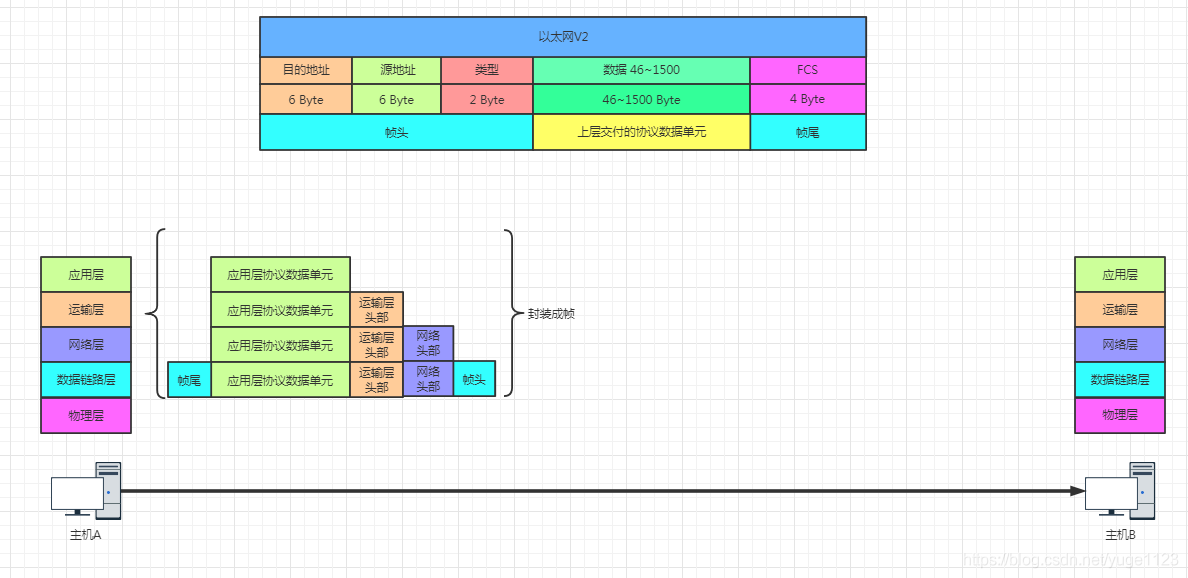 以太网V2
目的地址 源地址 类型 数据 46~1500 FCS
6 Byte 6 Byte 2 Byte 46~1500 Byte 4 Byte
帧头 上层交付的协议数据单元 帧尾
应用层
运输层
网络层
数据链路层
物理层
应用层协议数据单元
应用层协议数据单元 运输层
头部
应用层协议数据单元 运输层
头部 网络
头部
帧尾 应用层协议数据单元 运输层
头部 网络
头部 帧头
封装成帧
应用层
运输层
网络层
数据链路层
物理层
主机A
主机B
https://blog.csdn.net/yuge1123